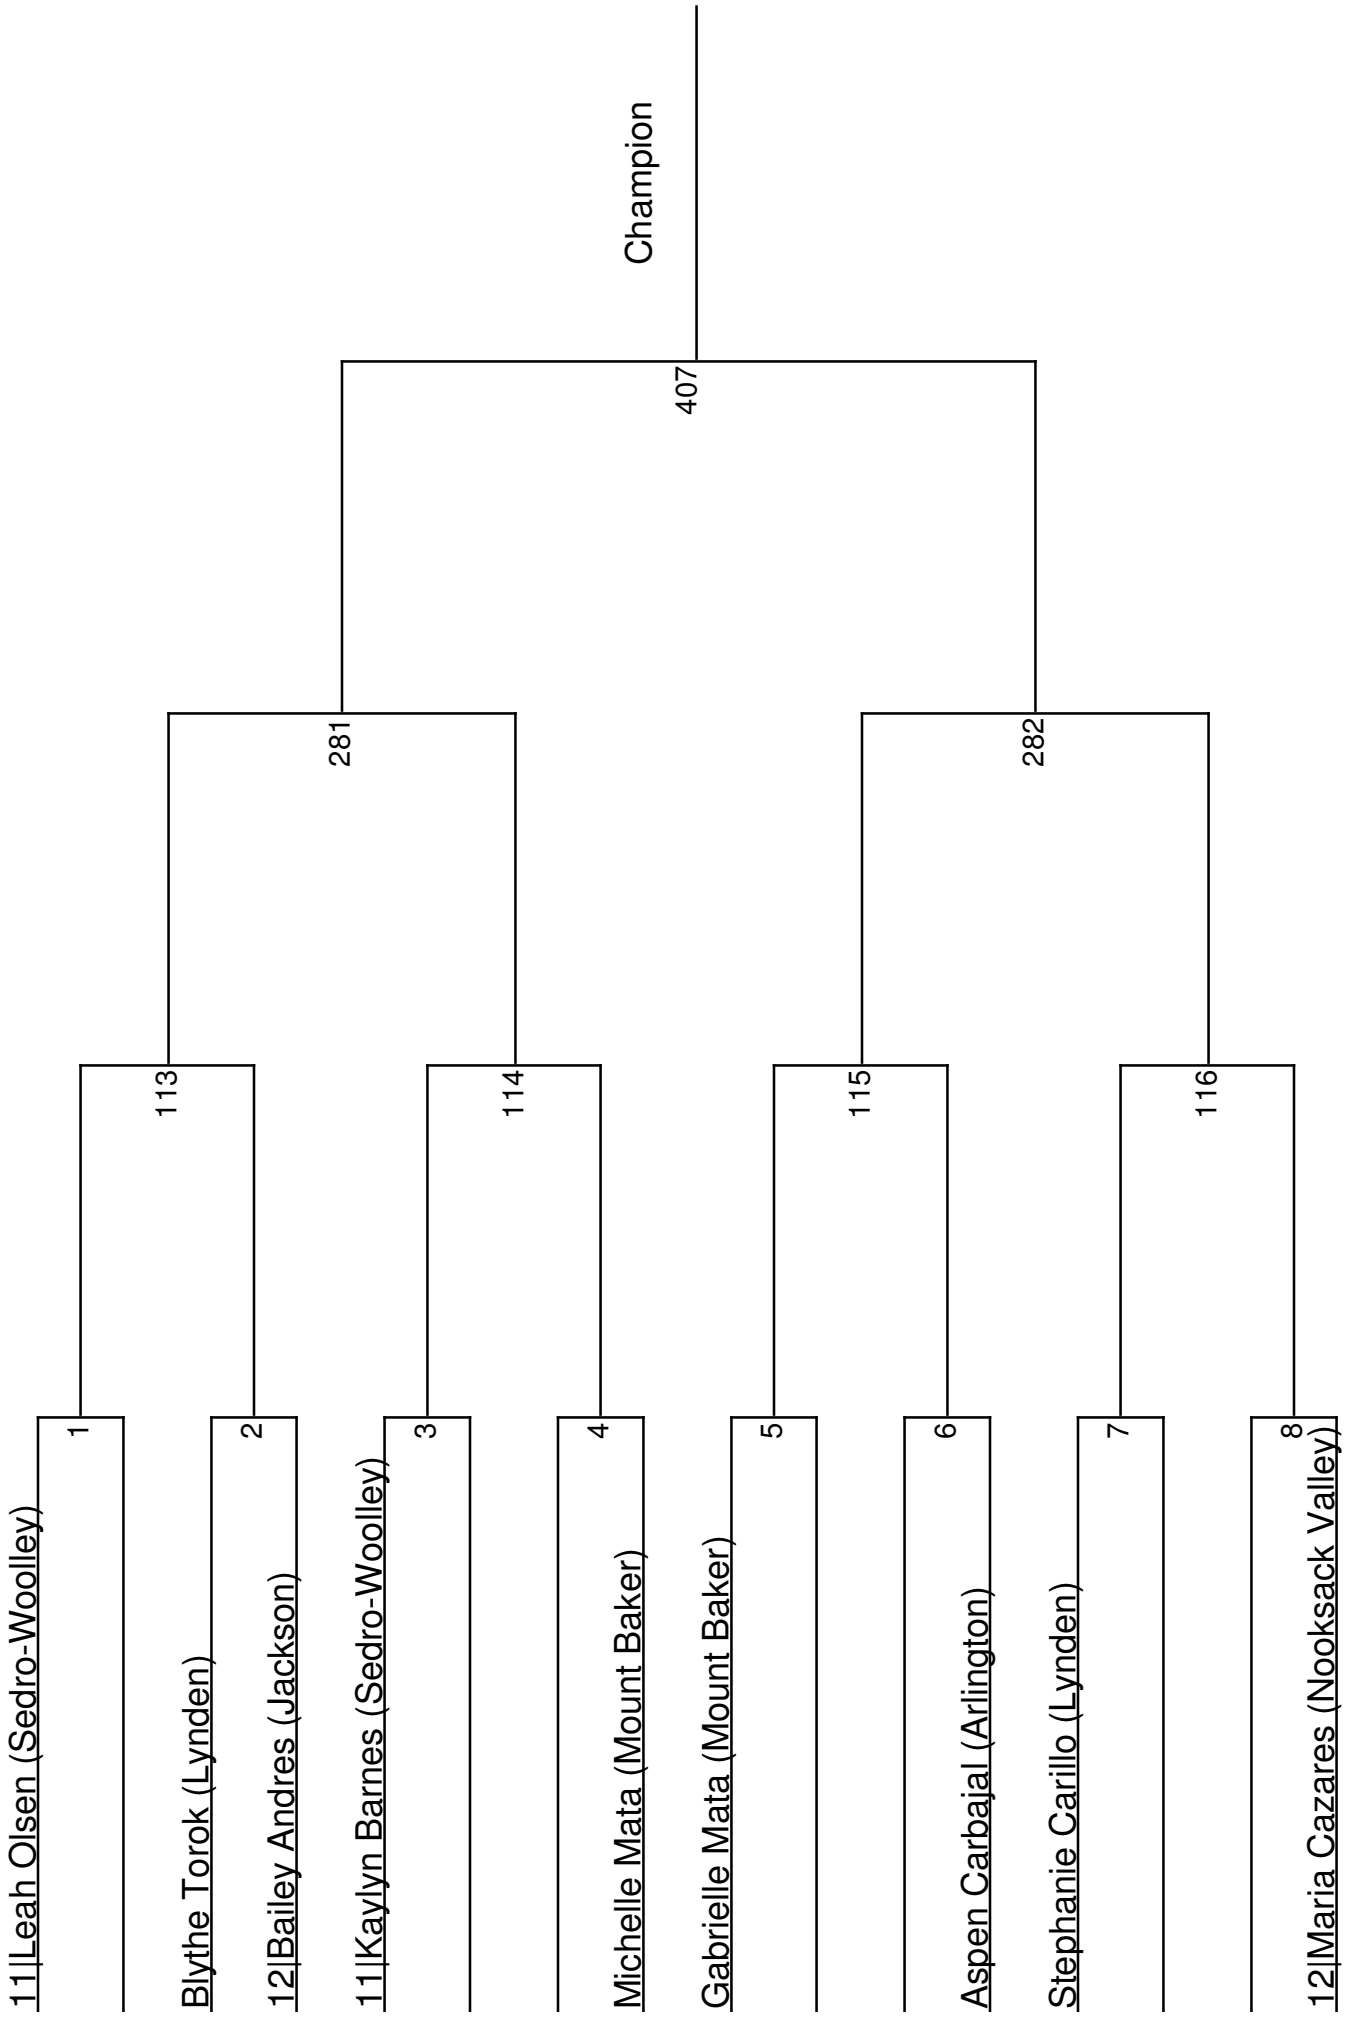 11|Leah Olsen (Sedro-Woolley)
1
Blythe Torok (Lynden)
2
12|Bailey Andres (Jackson)
11|Kaylyn Barnes (Sedro-Woolley)
3
4
Michelle Mata (Mount Baker)
Gabrielle Mata (Mount Baker)
5
6
Aspen Carbajal (Arlington)
Stephanie Carillo (Lynden)
7
8
12|Maria Cazares (Nooksack Valley)
113
114
115
116
281
282
407
Champion